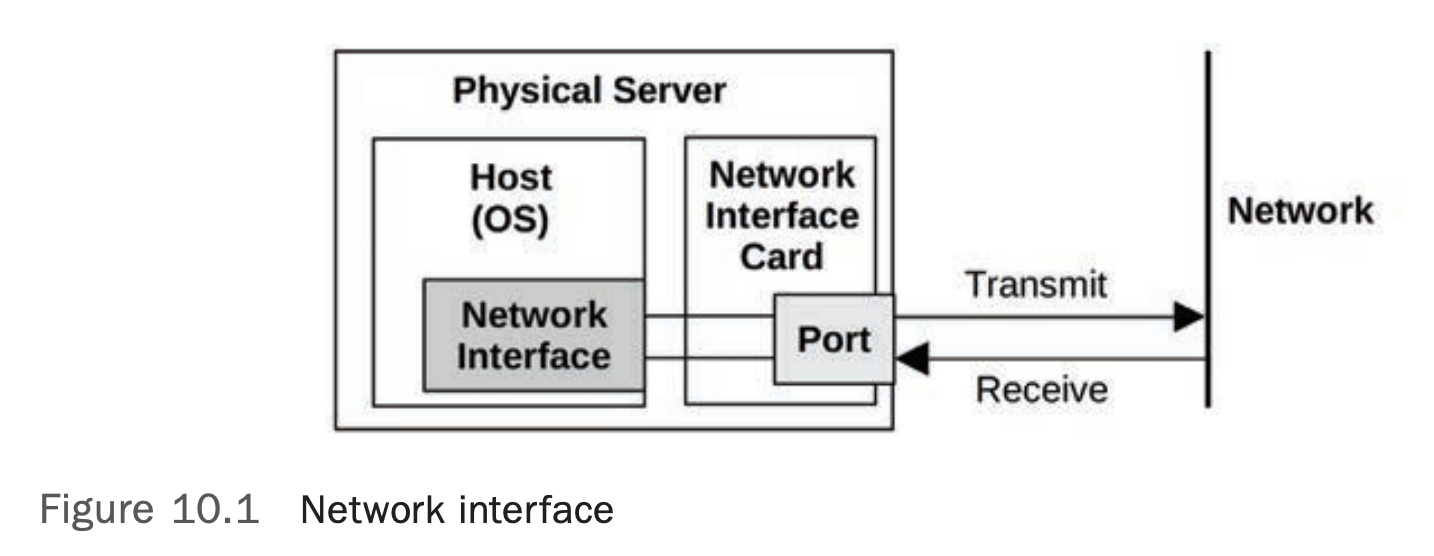 Physical Server
Host
(OS)
Network
Interface
Card
Network
Interface
Port
Transmit
Receive
Network
Figure 10.1 Network interface